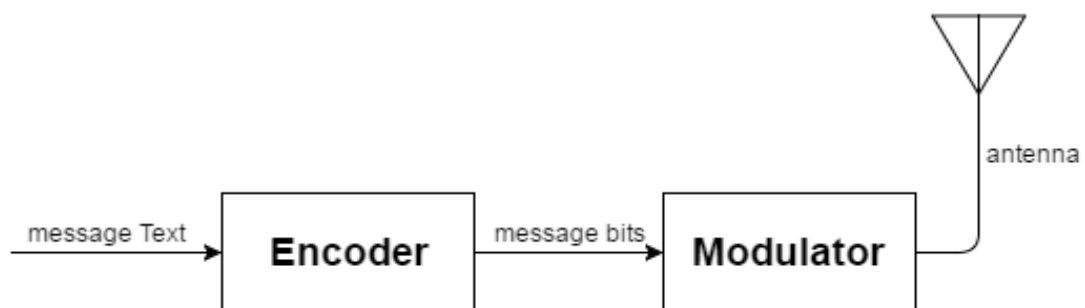 message Text
Encoder
message bits
Modulator
antenna